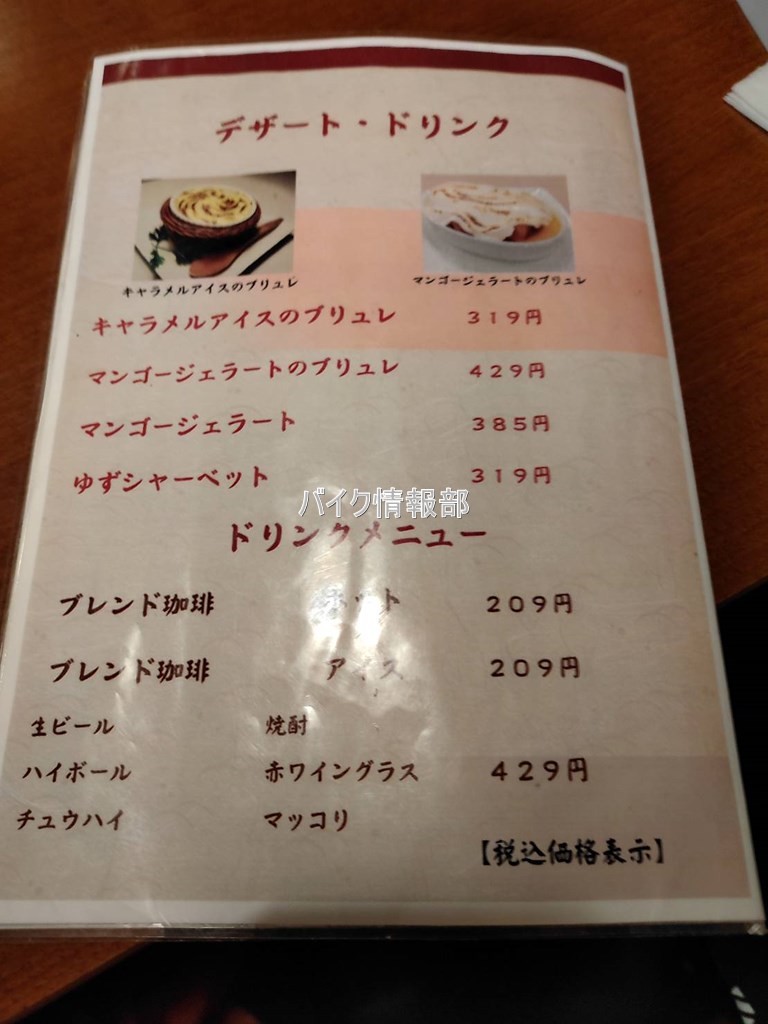 デザート・ドリンク
キャラメルアイスのブリュレ マンゴージェラートのブリュレ
キャラメルアイスのブリュレ 319円
マンゴージェラートのブリュレ 429円
マンゴージェラート 385円
ゆずシャーベット 319円
バイク情報部
ドリンクメニュー
ブレンド珈琲 ホット 209円
ブレンド珈琲 アイス 209円
生ビール 焼酎
ハイボール 赤ワイングラス 429円
チュウハイ マッコリ
【税込価格表示】